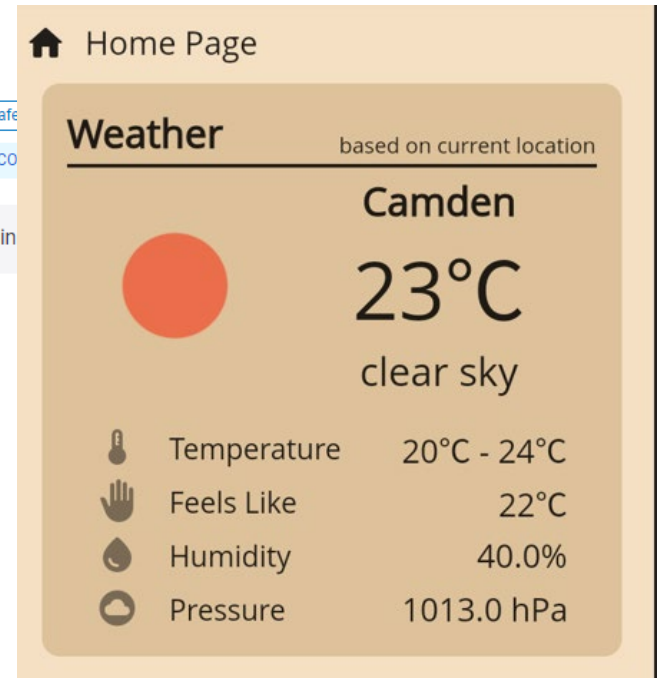 Home Page
Weather
based on current location
Camden
23°C
clear sky
Temperature 20°C - 24°C
Feels Like 22°C
Humidity 40.0%
Pressure 1013.0 hPa